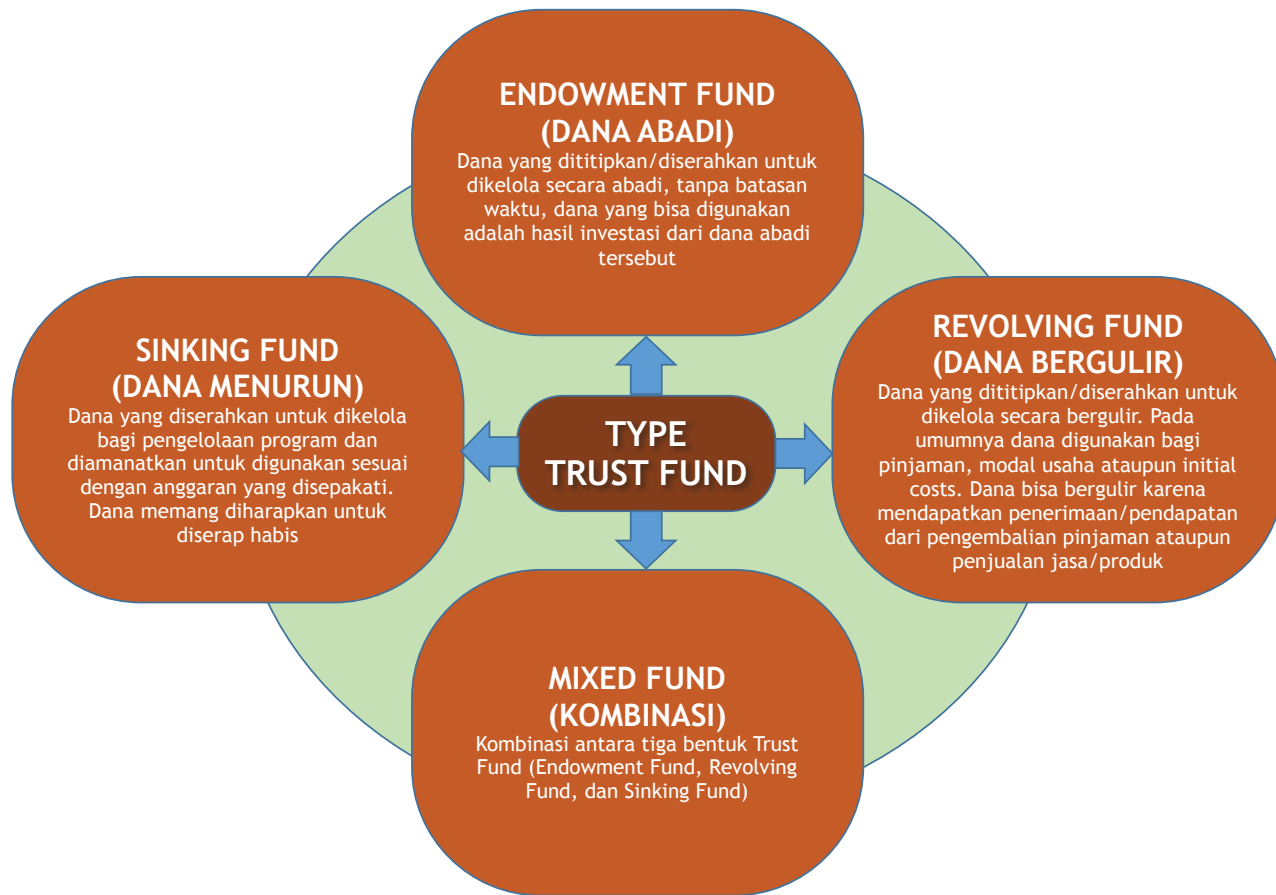 ENDOWMENT FUND
(DANA ABADI)
Dana yang dititipkan/diserahkan untuk
dikelola secara abadi, tanpa batasan
waktu, dana yang bisa digunakan
adalah hasil investasi dari dana abadi
tersebut
SINKING FUND
(DANA MENURUN)
Dana yang diserahkan untuk dikelola
bagi pengelolaan program dan
diamanatkan untuk digunakan sesuai
dengan anggaran yang disepakati.
Dana memang diharapkan untuk
diserap habis
TYPE
TRUST FUND
REVOLVING FUND
(DANA BERGULIR)
Dana yang dititipkan/diserahkan untuk
dikelola secara bergulir. Pada
umumnya dana digunakan bagi
pinjaman, modal usaha ataupun initial
costs. Dana bisa bergulir karena
mendapatkan penerimaan/pendapatan
dari pengembalian pinjaman ataupun
penjualan jasa/produk
MIXED FUND
(KOMBINASI)
Kombinasi antara tiga bentuk Trust
Fund (Endowment Fund, Revolving
Fund, dan Sinking Fund)